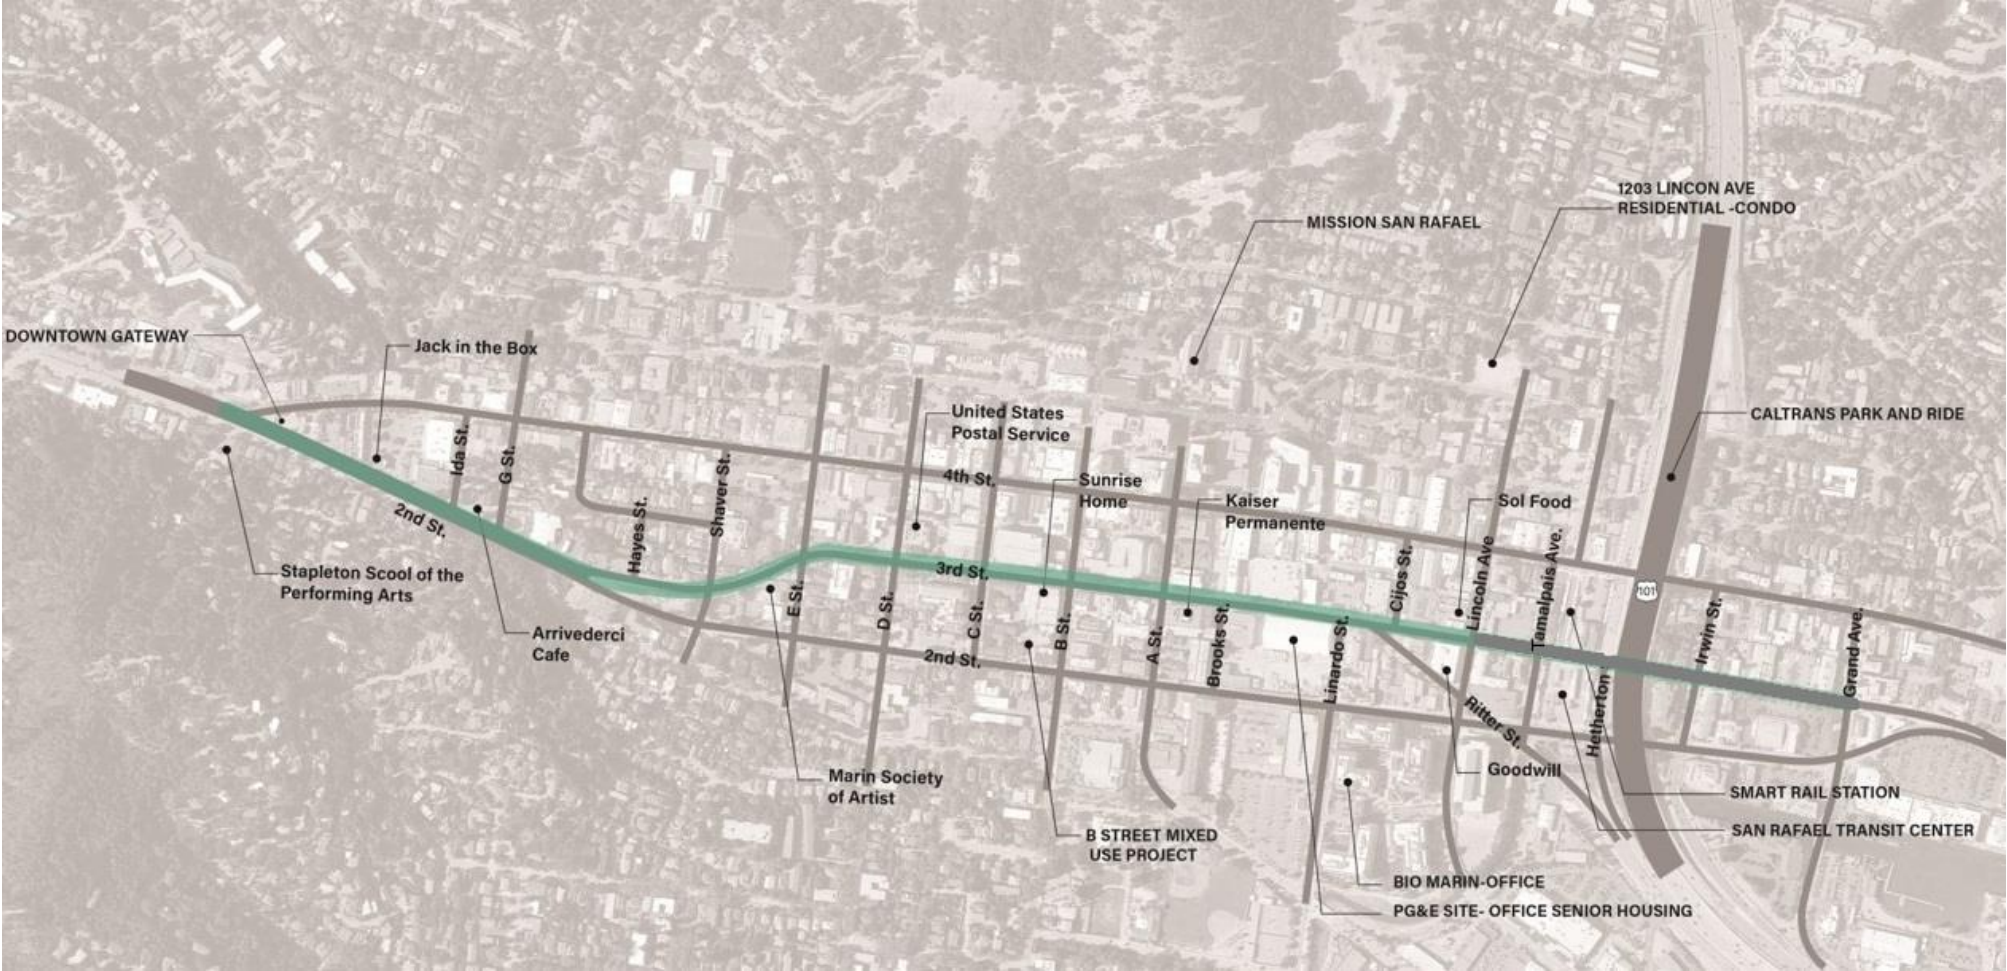 1203 LINCON AVE
RESIDENTIAL -CONDO
MISSION SAN RAFAEL
DOWNTOWN GATEWAY
Jack in the Box
United States
Postal Service
CALTRANS PARK AND RIDE
Ida St.
G St.
Shaver St.
4th St.
Sunrise
Home
Kaiser
Permanente
Sol Food
2nd St.
Hayes St.
Stapleton Scool of the
Performing Arts
3rd St.
E St.
D St.
C St.
B St.
A St.
Brooks St.
Linardo St.
Cijos St.
Lincoln Ave
Tamalpais Ave.
101
Irwin St.
Grand Ave.
Arrivederci
Cafe
2nd St.
Ritter St.
Hetherton
Marin Society
of Artist
Goodwill
SMART RAIL STATION
B STREET MIXED
USE PROJECT
SAN RAFAEL TRANSIT CENTER
BIO MARIN-OFFICE
PG&E SITE- OFFICE SENIOR HOUSING